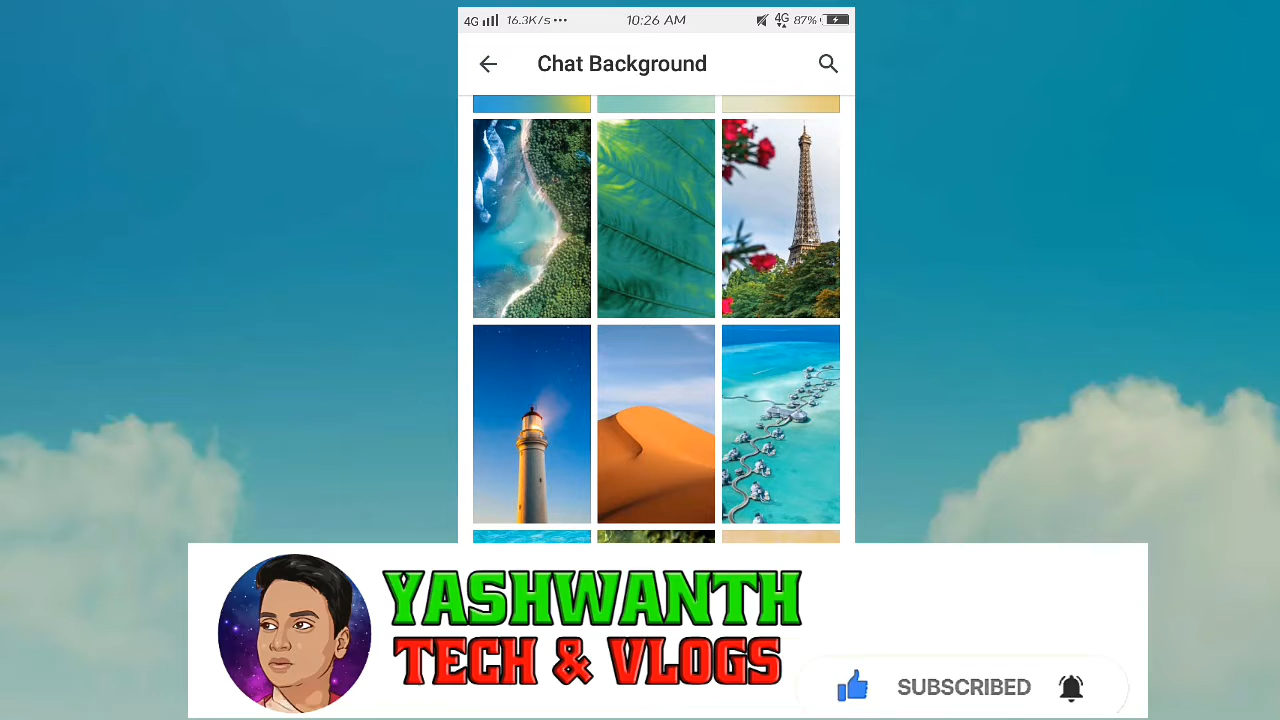 4G 16.3K/s ··· 10:26 AM 4G 87%
Chat Background
YASHWANTH
TECH & VLOGS
SUBSCRIBED